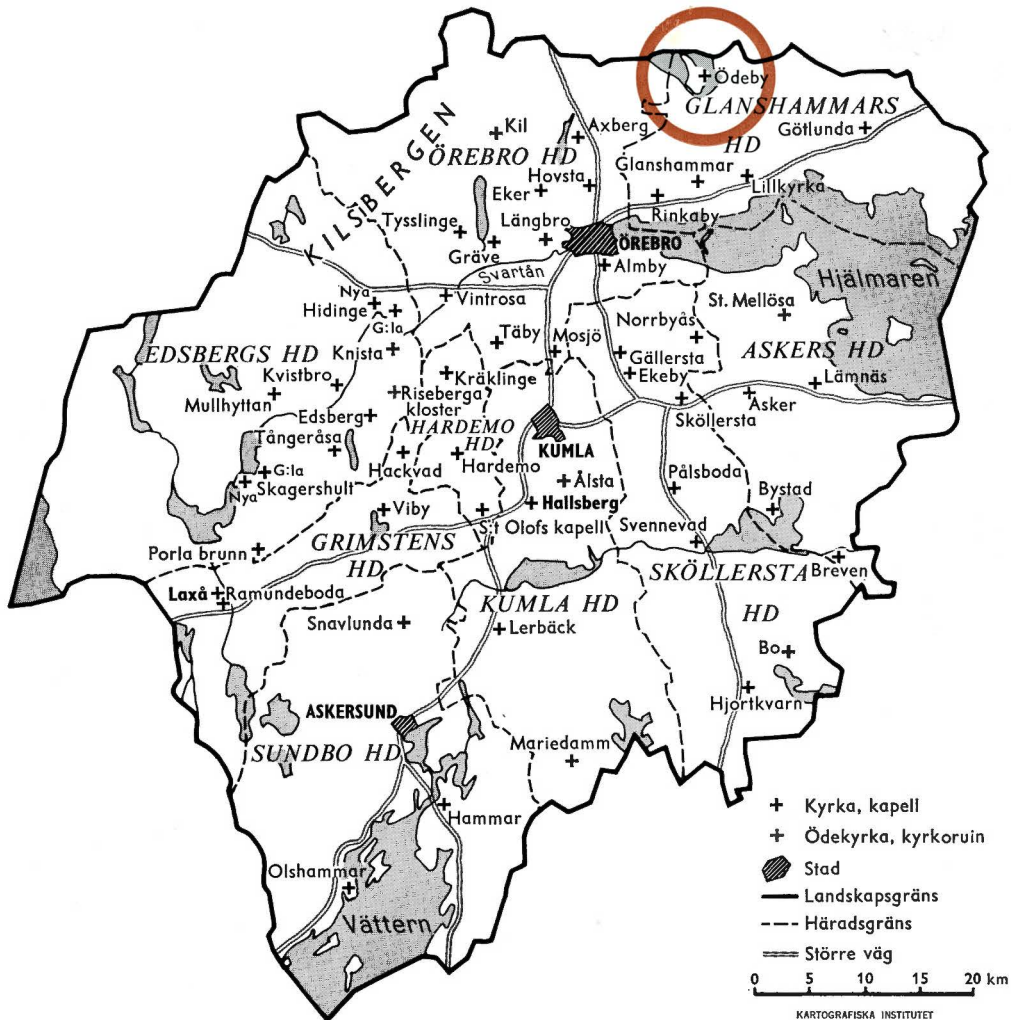 Ödeby
GLANSHAMMARS
HD
Götlunda
KILSBERGEN
Kil
Axberg
ÖREBRO HD
Glanshammar
Hovsta
Eker
Lillkyrka
Rinkaby
Tysslinge
Längbro
ÖREBRO
Gräve
Svartån
Almby
Hjälmaren
Nya
Hidinge
G:la
Vintrosa
St. Mellösa
Norrbyås
Täby
Mosjö
EDSBERGS HD
Knista
Gällersta
ASKERS HD
Kvistbro
Kräklinge
Ekeby
Lämnäs
Mullhyttan
Riseberga
kloster
Asker
Edsberg
HARDEMO
HD
Sköllersta
Tångeråsa
KUMLA
Hackvad
Hardemo
G:la
Nya
Skagershult
Ålsta
Pålsboda
Bystad
Hallsberg
Viby
S:t Olofs kapell
Svennevad
GRIMSTENS
HD
Porla brunn
SKÖLLERSTA
HD
Breven
Laxå
Ramundeboda
KUMLA HD
Snavlunda
Lerbäck
Bo
Hjortkvarn
ASKERSUND
SUNDBO HD
Mariedamm
Hammar
Olshammar
Vättern
Kyrka, kapell
Ödekyrka, kyrkoruin
Stad
Landskapsgräns
Häradsgräns
Större väg
0 5 10 15 20 km
KARTOGRAFISKA INSTITUTET